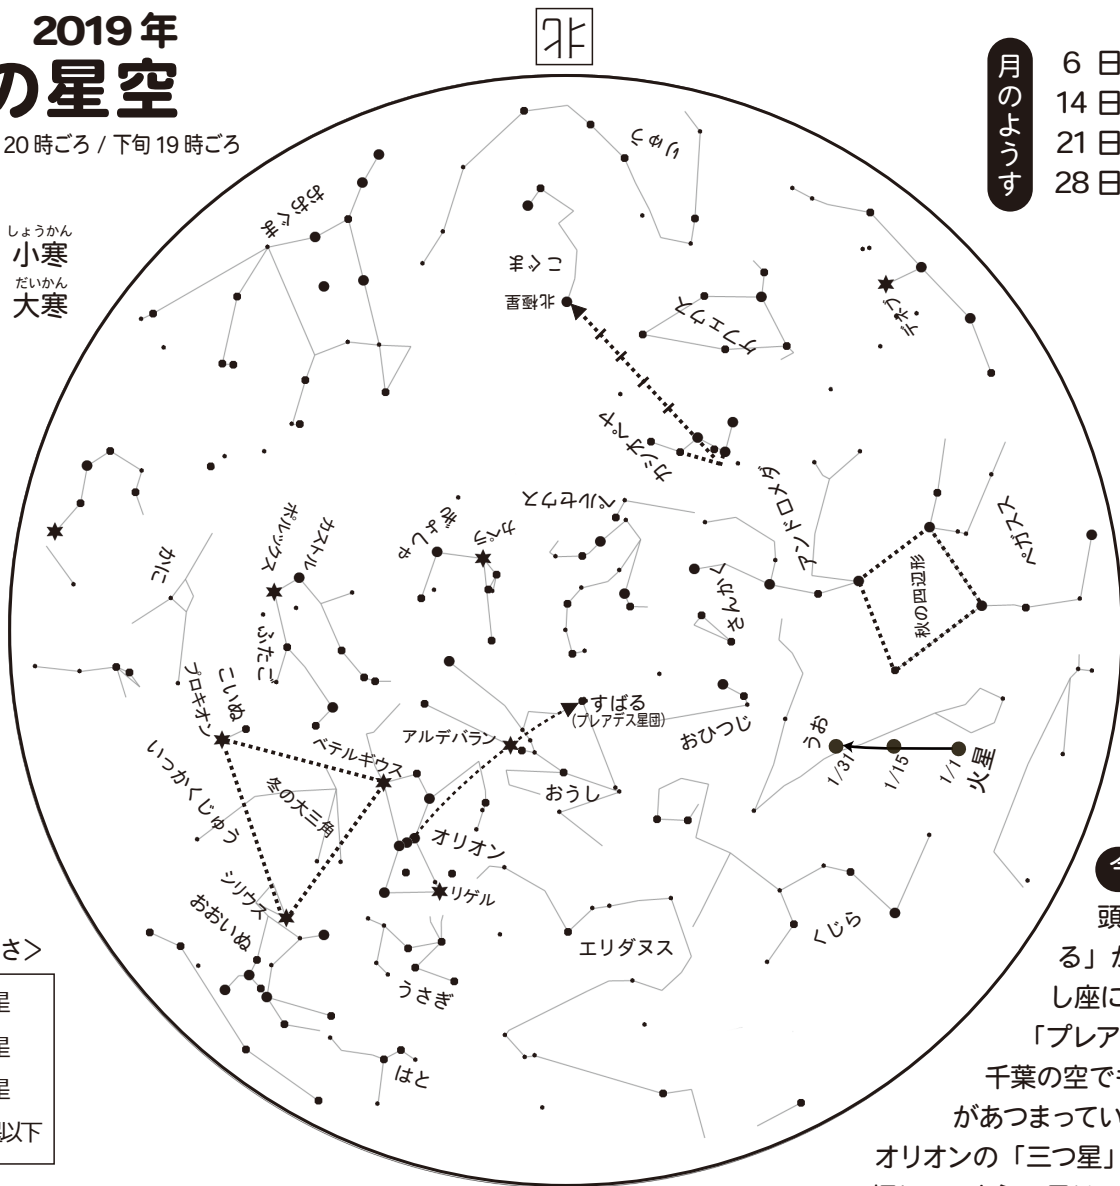 2019年
の星空
20時ごろ / 下旬19時ごろ
しょうかん
小寒
だいかん
大寒
北
月のようす
6 日
14 日
21 日
28 日
りゅう
おおぐま
こぐま
北極星
ケフェウス
デネブ
カシオペヤ
アンドロメダ
ペガスス
秋の四辺形
ペルセウス
ぎょしゃ
カペラ
カストル
ポルックス
ふたご
かに
さんかく
プロキオン
こいぬ
すばる
(プレアデス星団)
おひつじ
うお
アルデバラン
ベテルギウス
いっかくじゅう
冬の大三角
おうし
1/31
1/15
1/1
火星
オリオン
リゲル
シリウス
おおいぬ
エリダヌス
くじら
うさぎ
はと
さ>
星
星
星
以下
頭
る」か
し座に
「プレア
千葉の空で
があつまってい
オリオンの「三つ星」